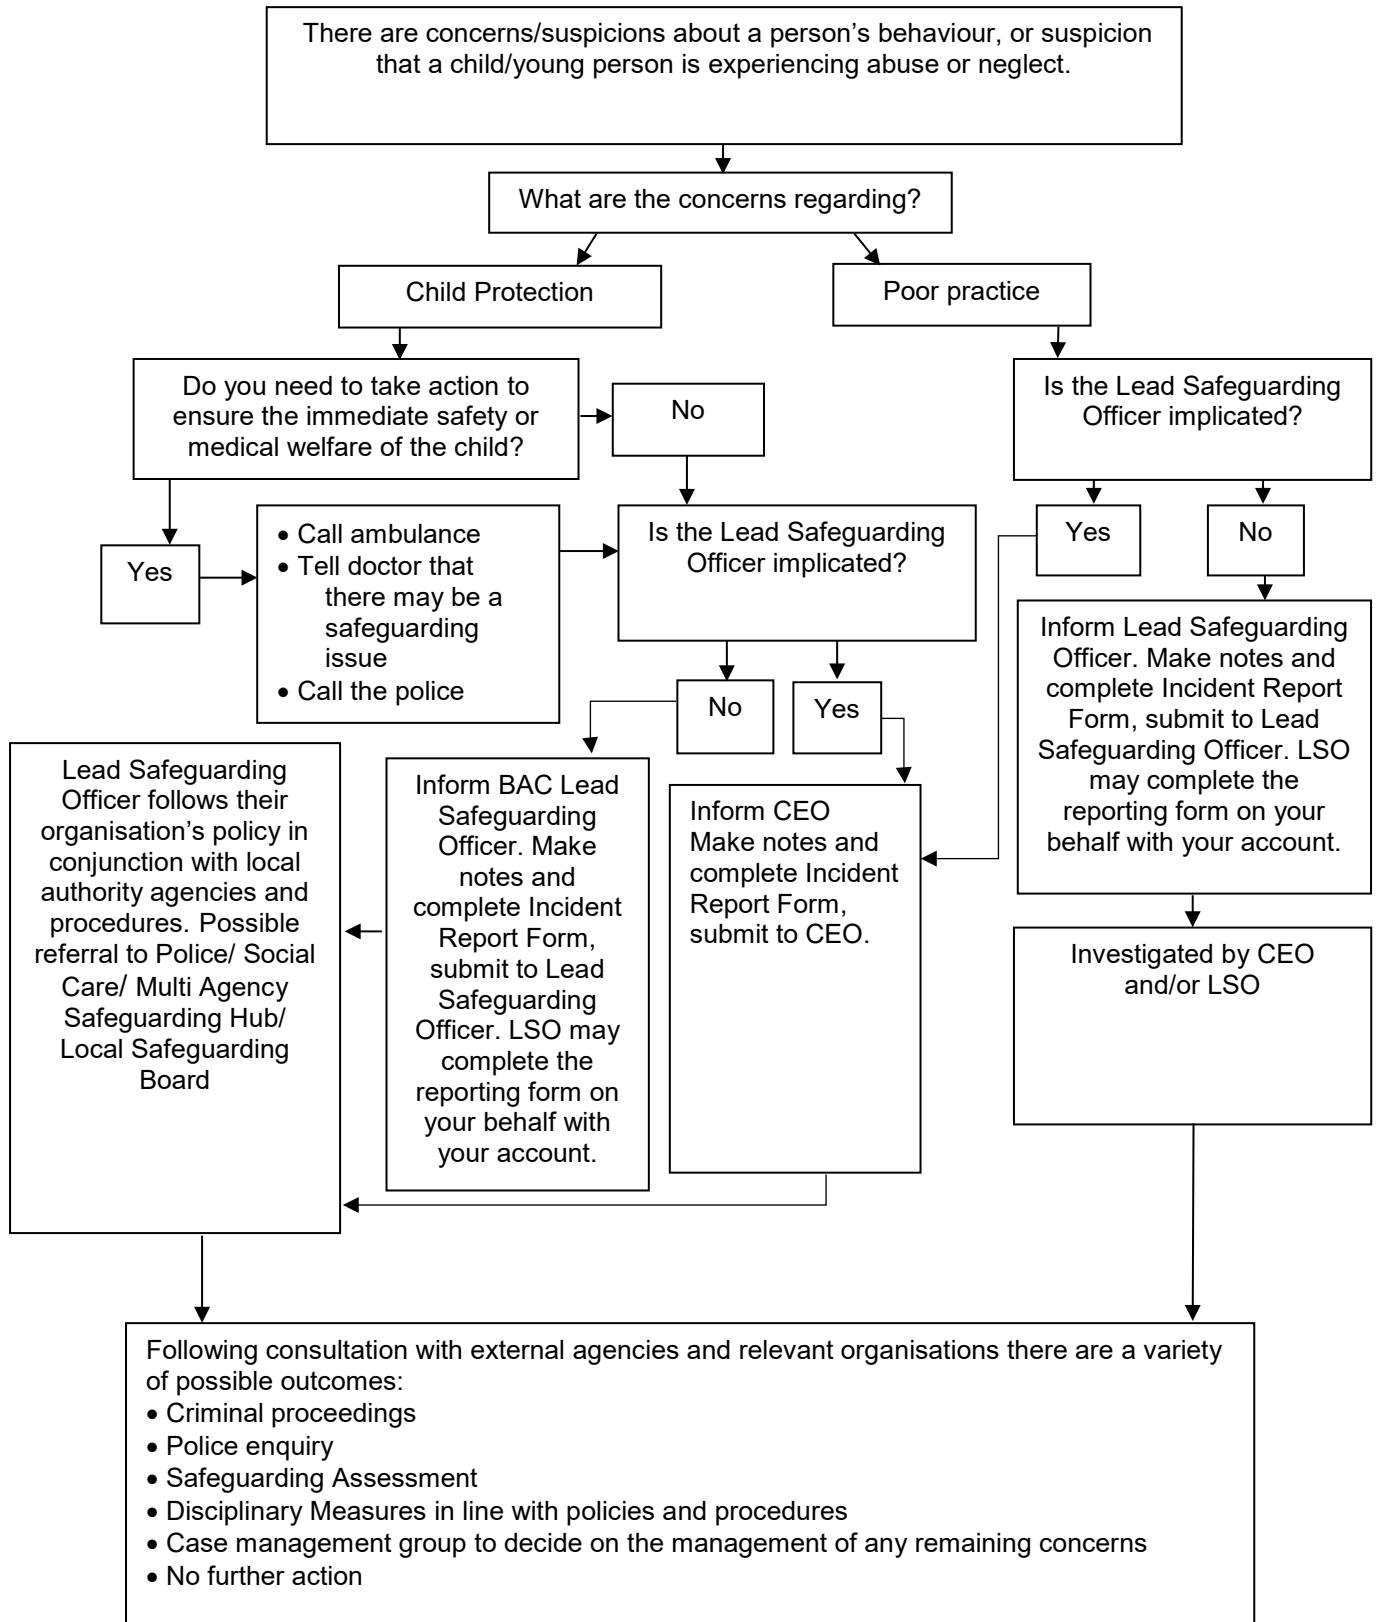 There are concerns/suspicions about a person’s behaviour, or suspicion
that a child/young person is experiencing abuse or neglect.
What are the concerns regarding?
Child Protection
Poor practice
Do you need to take action to
ensure the immediate safety or
medical welfare of the child?
No
Is the Lead Safeguarding
Officer implicated?
Yes
• Call ambulance
• Tell doctor that
there may be a
safeguarding
issue
• Call the police
Is the Lead Safeguarding
Officer implicated?
Yes
No
No
Yes
Inform Lead Safeguarding
Officer. Make notes and
complete Incident Report
Form, submit to Lead
Safeguarding Officer. LSO
may complete the
reporting form on your
behalf with your account.
Lead Safeguarding
Officer follows their
organisation’s policy in
conjunction with local
authority agencies and
procedures. Possible
referral to Police/ Social
Care/ Multi Agency
Safeguarding Hub/
Local Safeguarding
Board
Inform BAC Lead
Safeguarding
Officer. Make
notes and
complete Incident
Report Form,
submit to Lead
Safeguarding
Officer. LSO may
complete the
reporting form on
your behalf with
your account.
Inform CEO
Make notes and
complete Incident
Report Form,
submit to CEO.
Investigated by CEO
and/or LSO
Following consultation with external agencies and relevant organisations there are a variety
of possible outcomes:
• Criminal proceedings
• Police enquiry
• Safeguarding Assessment
• Disciplinary Measures in line with policies and procedures
• Case management group to decide on the management of any remaining concerns
• No further action